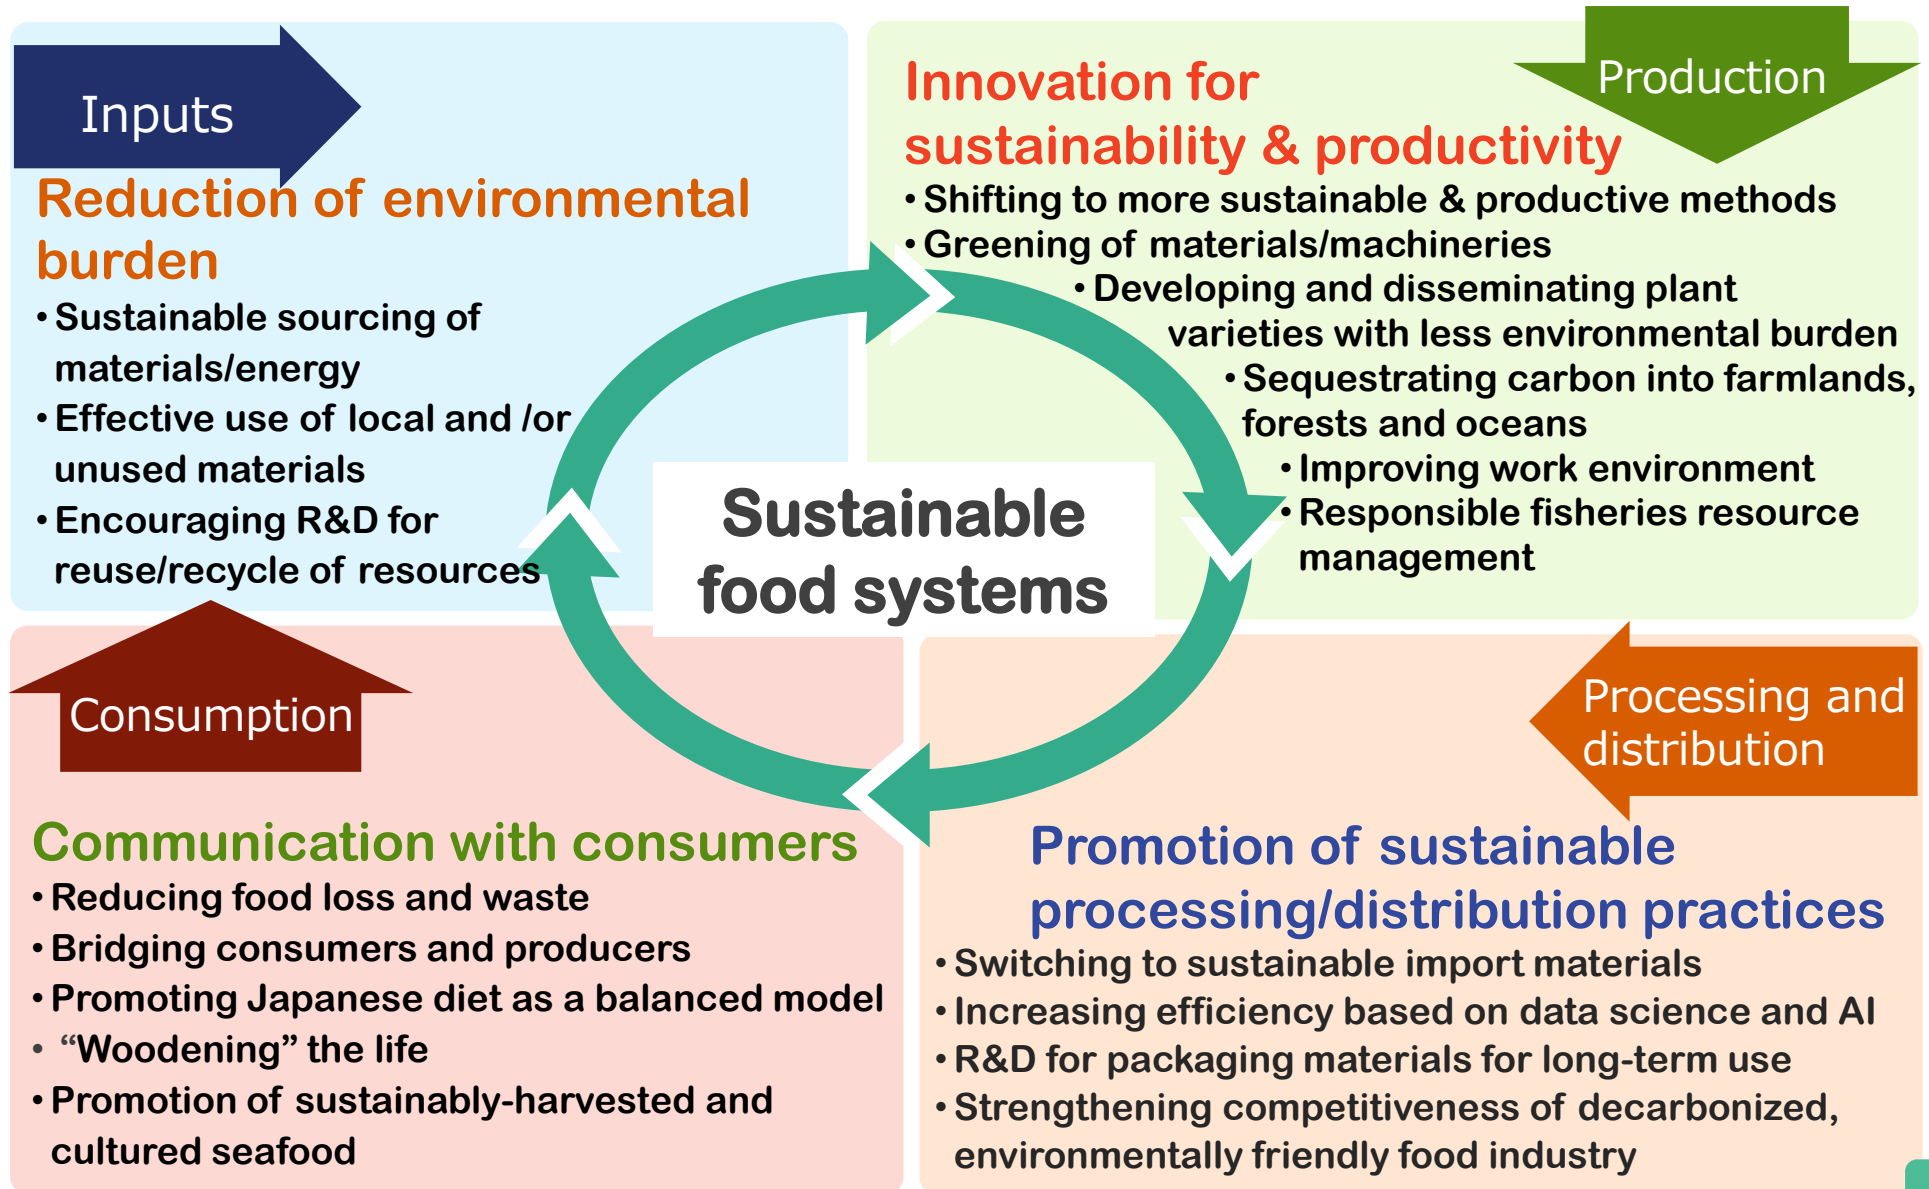 Inputs
Reduction of environmental
burden
• Sustainable sourcing of
materials/energy
• Effective use of local and /or
unused materials
• Encouraging R&D for
reuse/recycle of resources
Production
Innovation for
sustainability & productivity
• Shifting to more sustainable & productive methods
• Greening of materials/machineries
• Developing and disseminating plant
varieties with less environmental burden
• Sequestrating carbon into farmlands,
forests and oceans
• Improving work environment
• Responsible fisheries resource
management
Sustainable
food systems
Consumption
Communication with consumers
• Reducing food loss and waste
• Bridging consumers and producers
• Promoting Japanese diet as a balanced model
• “Woodening” the life
• Promotion of sustainably-harvested and
cultured seafood
Processing and
distribution
Promotion of sustainable
processing/distribution practices
• Switching to sustainable import materials
• Increasing efficiency based on data science and AI
• R&D for packaging materials for long-term use
• Strengthening competitiveness of decarbonized,
environmentally friendly food industry